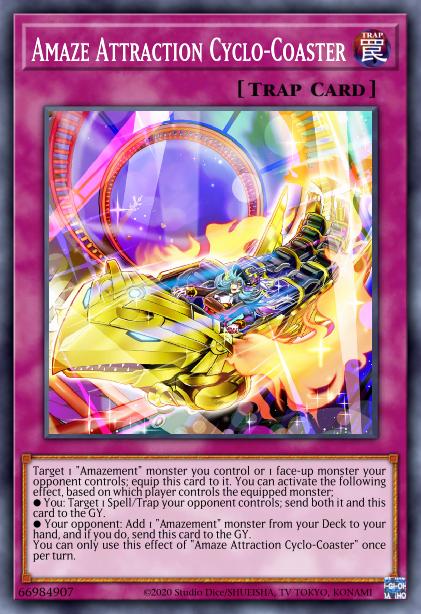 AMAZE ATTRACTION CYCLO-COASTER
TRAP
罠
[TRAP CARD]
Target 1 "Amazement" monster you control or 1 face-up monster your
opponent controls; equip this card to it. You can activate the following
effect, based on which player controls the equipped monster;
● You: Target 1 Spell/Trap your opponent controls; send both it and this
card to the GY.
● Your opponent: Add 1 "Amazement" monster from your Deck to your
hand, and if you do, send this card to the GY.
You can only use this effect of "Amaze Attraction Cyclo-Coaster" once
per turn.
66984907
©2020 Studio Dice/SHUEISHA, TV TOKYO, KONAMI